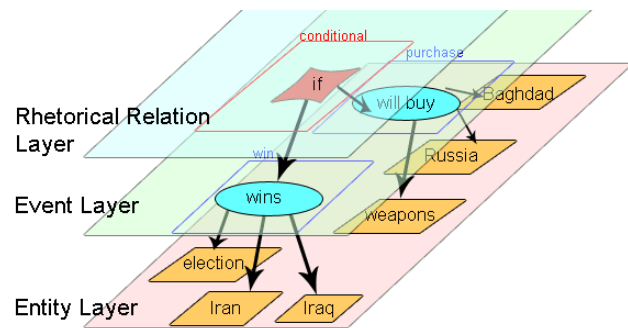 conditional
purchase
if
will buy
Baghdad
Rhetorical Relation
Layer
Russia
win
wins
weapons
Event Layer
election
Entity Layer
Iran
Iraq